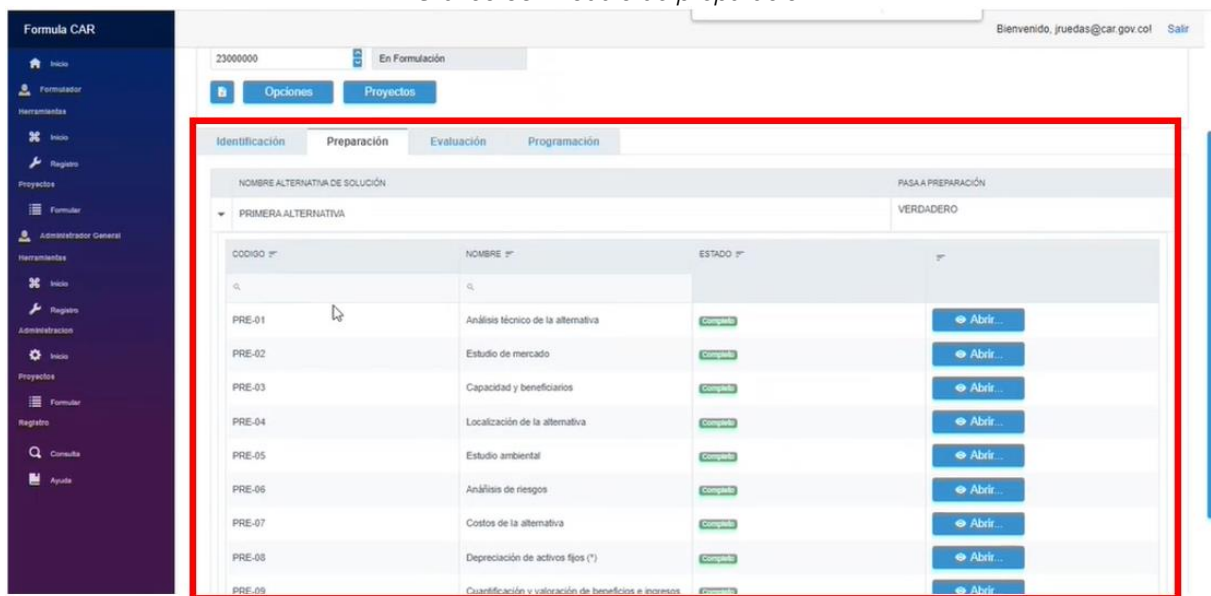 Formula CAR
Bienvenido, jruedas@car.gov.co! Salir
Inicio
Formulador
Herramientas
Inicio
Registro
Proyectos
Formular
Administrador General
Herramientas
Inicio
Registro
Administracion
Inicio
Proyectos
Formular
Registro
Consulta
Ayuda
23000000 En Formulación
Opciones Proyectos
Identificación Preparación Evaluación Programación
NOMBRE ALTERNATIVA DE SOLUCIÓN PASA A PREPARACIÓN
PRIMERA ALTERNATIVA VERDADERO
CODIGO NOMBRE ESTADO
PRE-01 Análisis técnico de la alternativa Completo Abrir...
PRE-02 Estudio de mercado Completo Abrir...
PRE-03 Capacidad y beneficiarios Completo Abrir...
PRE-04 Localización de la alternativa Completo Abrir...
PRE-05 Estudio ambiental Completo Abrir...
PRE-06 Análisis de riesgos Completo Abrir...
PRE-07 Costos de la alternativa Completo Abrir...
PRE-08 Depreciación de activos fijos (*) Completo Abrir...
PRE-09 Cuantificación y valoración de beneficios e ingresos Completo Abrir...